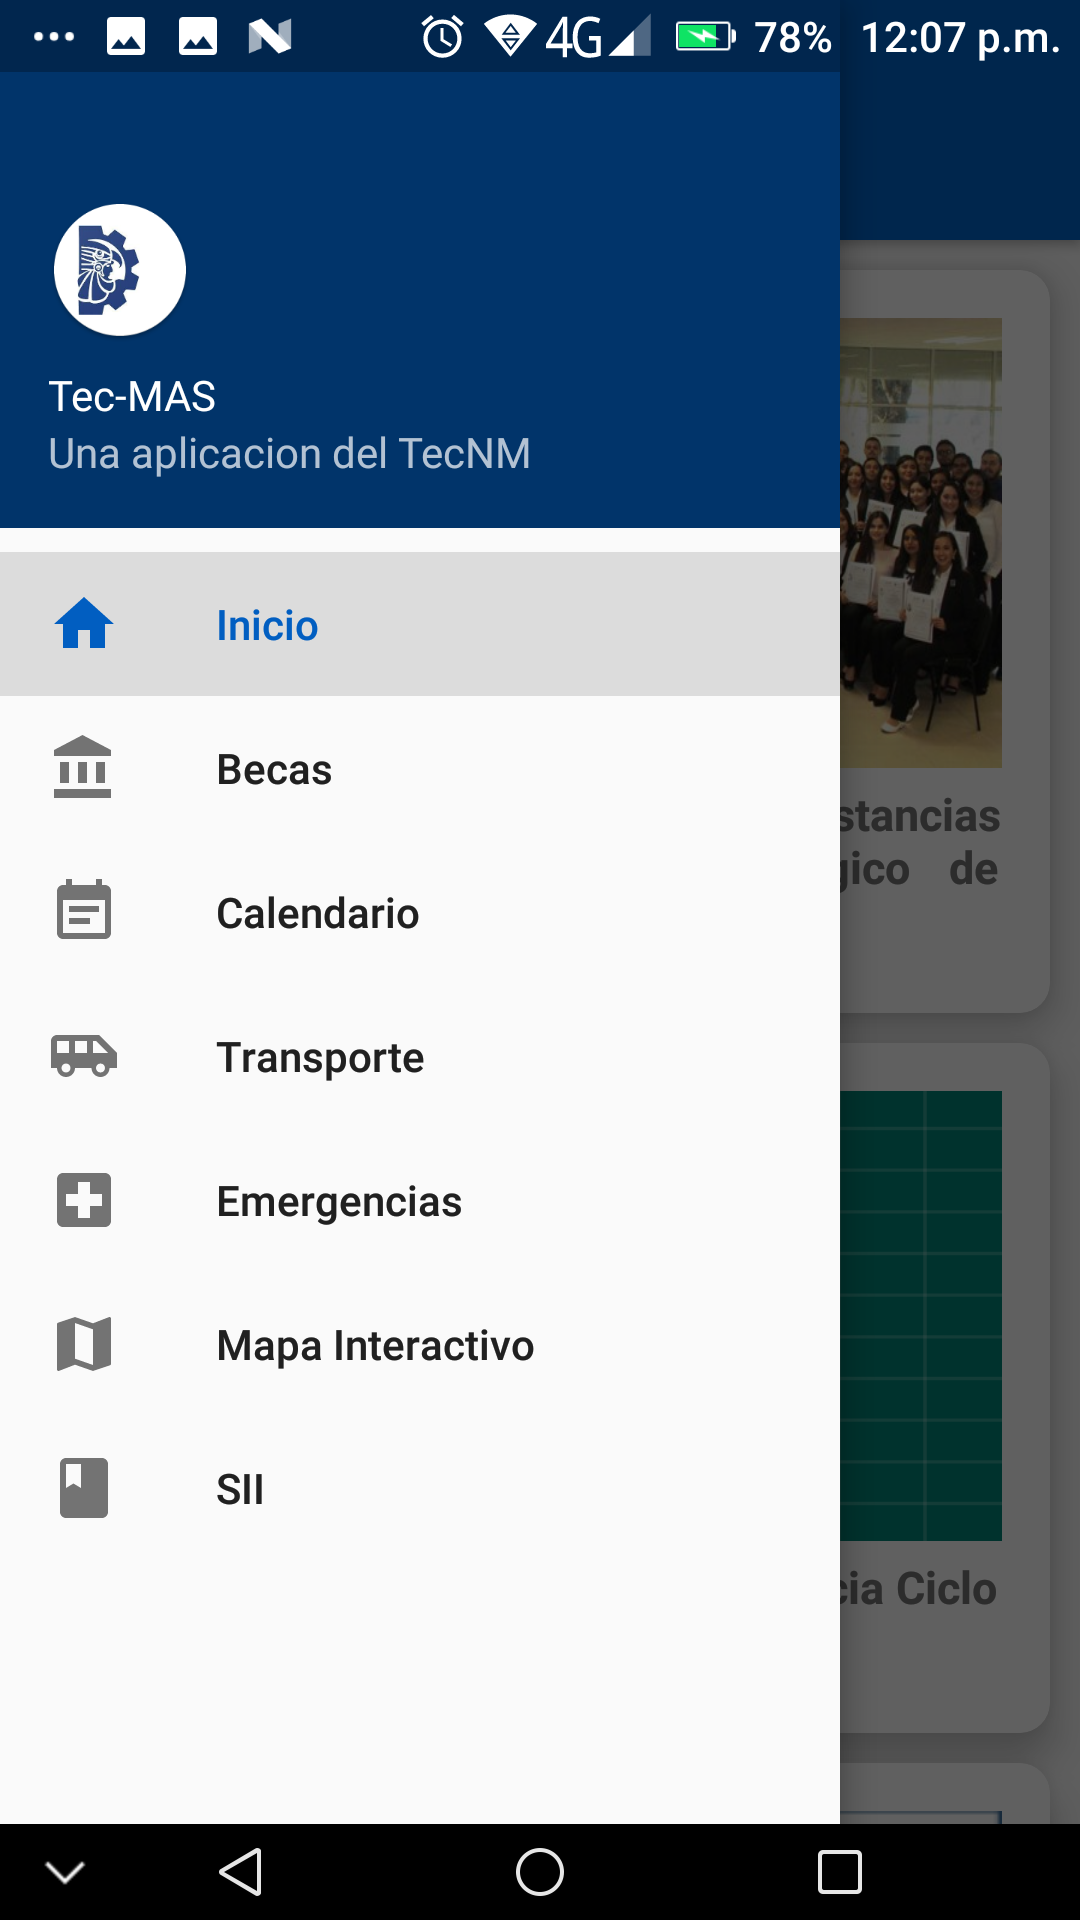 4G 78% 12:07 p.m.
Tec-MAS
Una aplicacion del TecNM
Inicio
Becas
Calendario
Transporte
Emergencias
Mapa Interactivo
SII
stancias
gico de
cia Ciclo